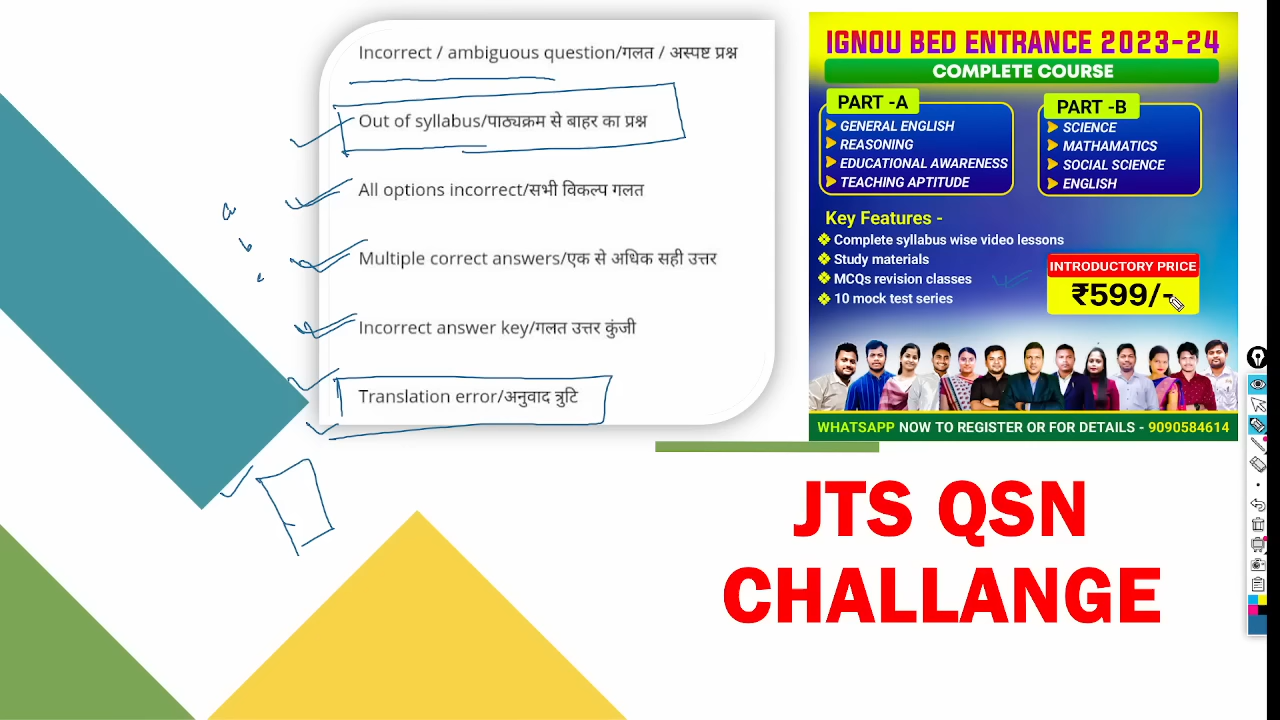 Incorrect / ambiguous question/गलत / अस्पष्ट प्रश्न
Out of syllabus/पाठ्यक्रम से बाहर का प्रश्न
All options incorrect/सभी विकल्प गलत
Multiple correct answers/एक से अधिक सही उत्तर
Incorrect answer key/गलत उत्तर कुंजी
Translation error/अनुवाद त्रुटि
a
b
c
IGNOU BED ENTRANCE 2023-24
COMPLETE COURSE
PART -A
GENERAL ENGLISH
REASONING
EDUCATIONAL AWARENESS
TEACHING APTITUDE
PART -B
SCIENCE
MATHAMATICS
SOCIAL SCIENCE
ENGLISH
Key Features -
Complete syllabus wise video lessons
Study materials
MCQs revision classes
10 mock test series
INTRODUCTORY PRICE
₹599/-
WHATSAPP NOW TO REGISTER OR FOR DETAILS - 9090584614
JTS QSN
CHALLANGE